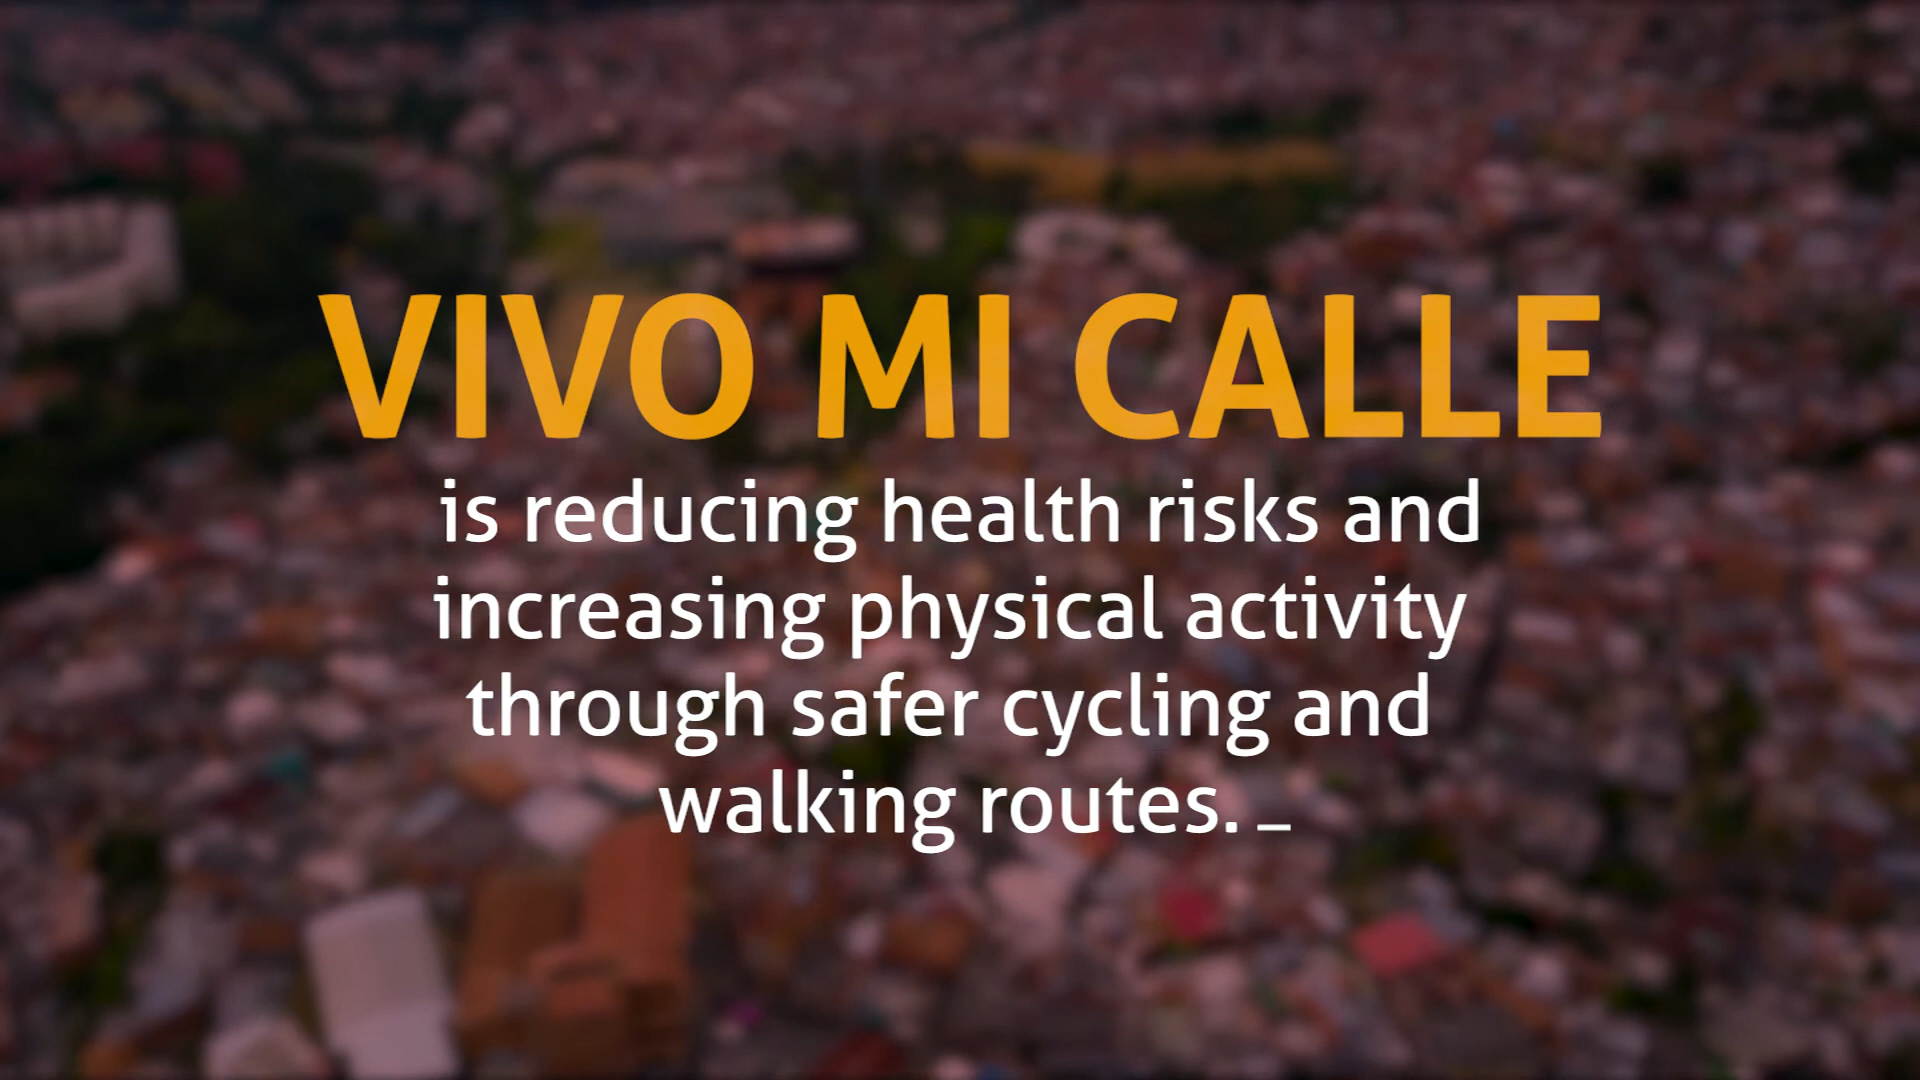 VIVO MI CALLE
is reducing health risks and
increasing physical activity
through safer cycling and
walking routes. _